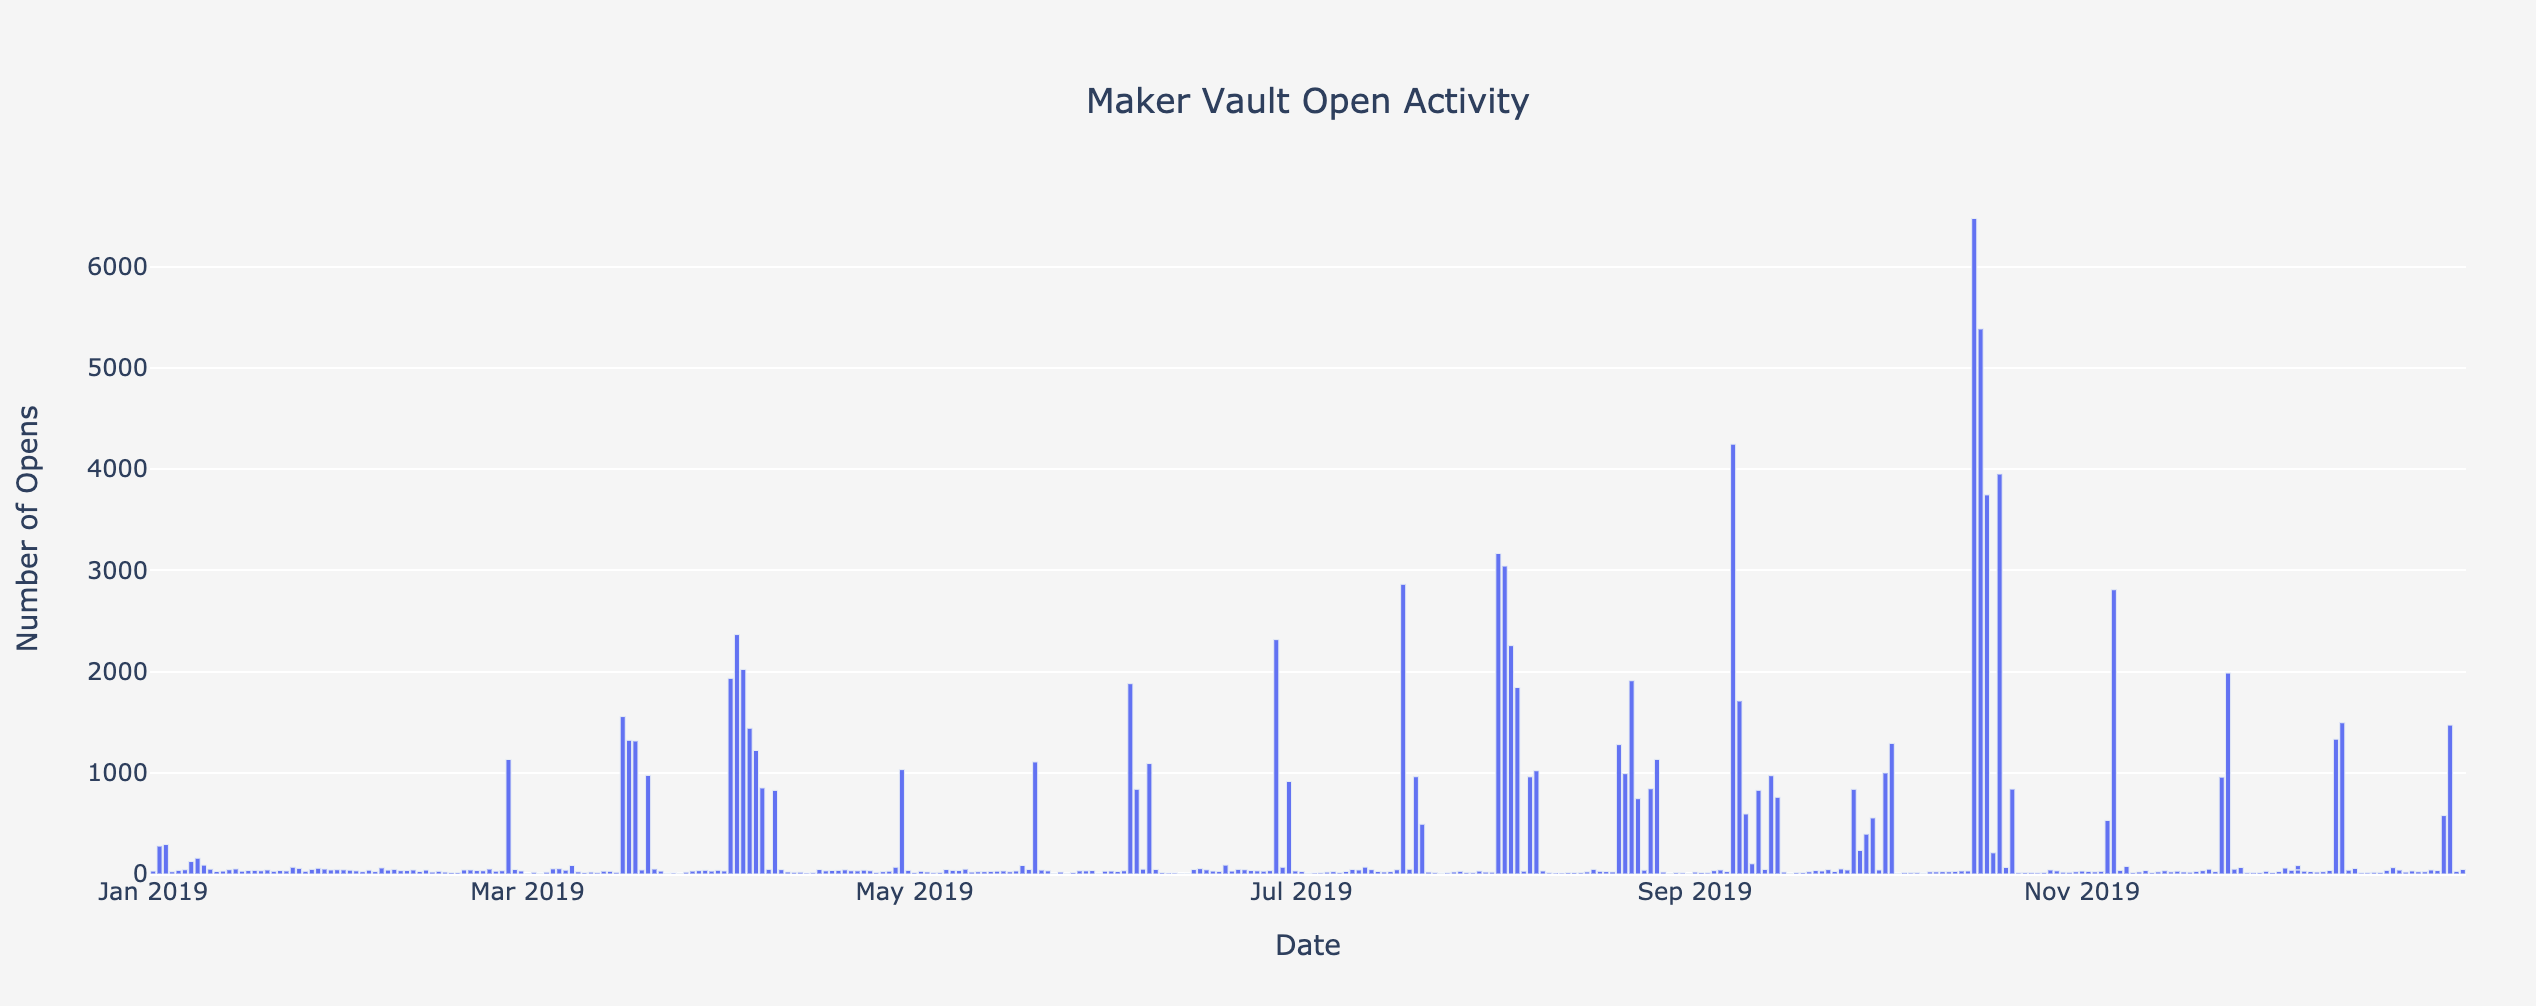 Maker Vault Open Activity
Number of Opens
6000
5000
4000
3000
2000
1000
0
Jan 2019
Mar 2019
May 2019
Jul 2019
Sep 2019
Nov 2019
Date